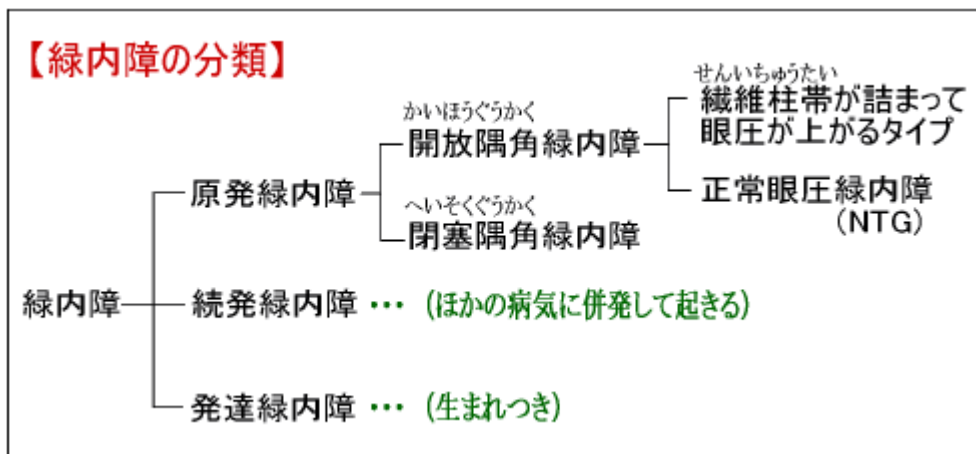 【緑内障の分類】
せんいちゅうたい
繊維柱帯が詰まって
眼圧が上がるタイプ
かいほうぐうかく
開放隅角緑内障
原発緑内障
正常眼圧緑内障
(NTG)
へいそくぐうかく
閉塞隅角緑内障
緑内障
続発緑内障 ••• (ほかの病気に併発して起きる)
発達緑内障 ••• (生まれつき)